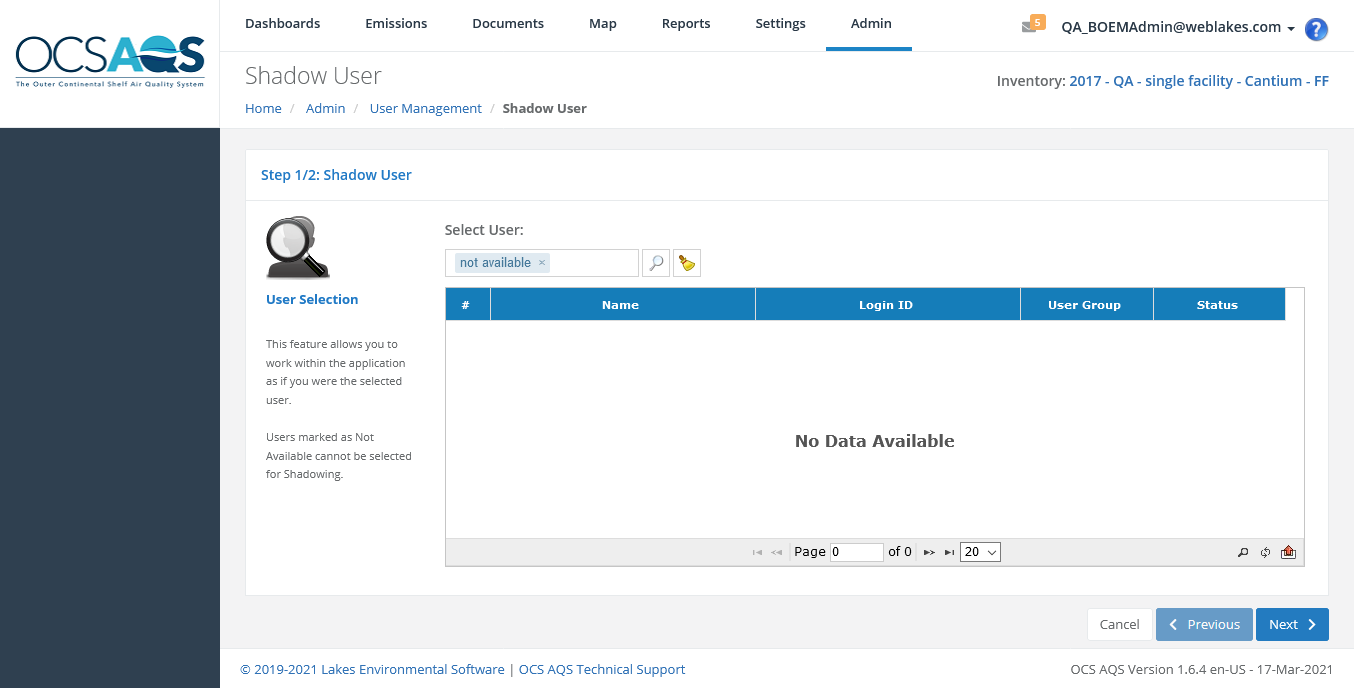 OCSAQS
The Outer Continental Shelf Air Quality System
Dashboards Emissions Documents Map Reports Settings Admin
5 QA_BOEMAdmin@weblakes.com ?
Shadow User
Inventory: 2017 - QA - single facility - Cantium - FF
Home / Admin / User Management / Shadow User
Step 1/2: Shadow User
User Selection
This feature allows you to
work within the application
as if you were the selected
user.
Users marked as Not
Available cannot be selected
for Shadowing.
Select User:
not available ×
# Name Login ID User Group Status
No Data Available
Page 0 of 0 20
Cancel Previous Next
© 2019-2021 Lakes Environmental Software | OCS AQS Technical Support
OCS AQS Version 1.6.4 en-US - 17-Mar-2021